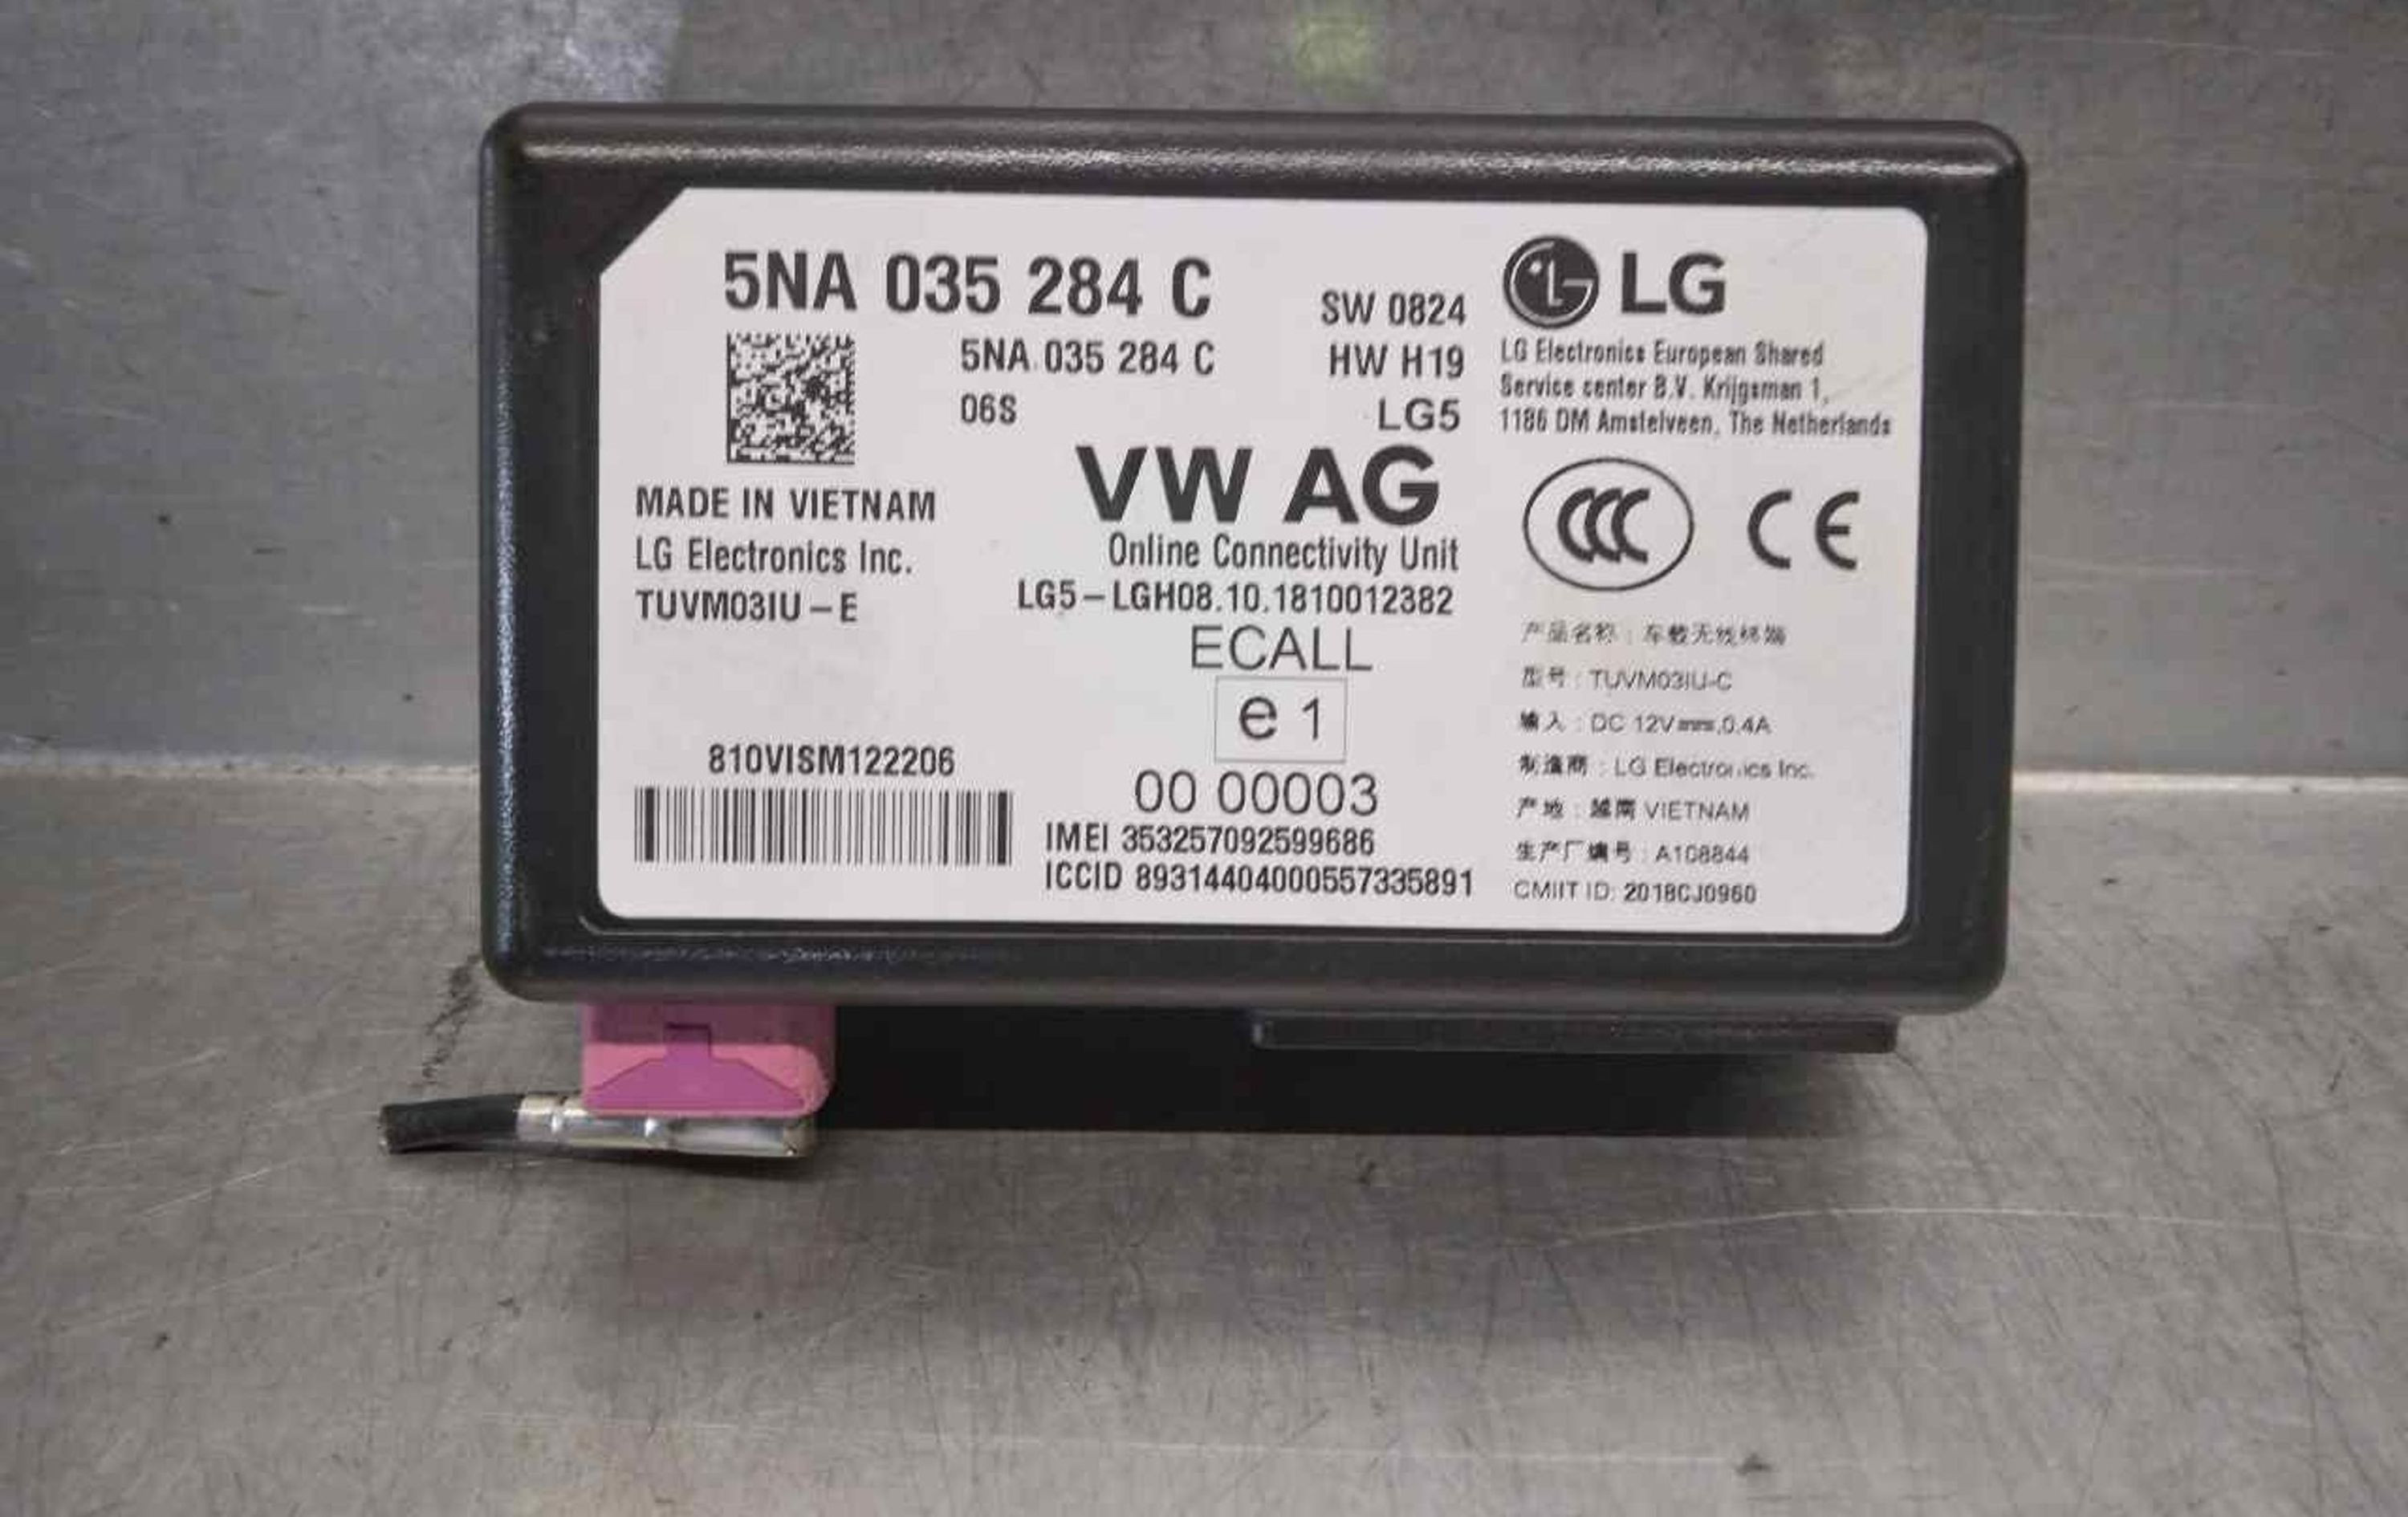 5NA 035 284 C
5NA 035 284 C
06S
SW 0824
HW H19
LG5
MADE IN VIETNAM
LG Electronics Inc.
TUVM03IU-E
VW AG
Online Connectivity Unit
LG5-LGH08.10.1810012382
ECALL
e 1
00 00003
810VISM122206
IMEI 353257092599686
ICCID 89314404000557335891
LG
LG Electronics European Shared
Service center B.V. Krijgsman 1,
1186 DM Amstelveen, The Netherlands
CCC CE
产品名称 : 车载无线终端
型号 : TUVM03IU-C
输入 : DC 12V⎓,0.4A
制造商 : LG Electronics Inc.
产地 : 越南 VIETNAM
生产厂编号 : A108844
CMIIT ID: 2018CJ0960